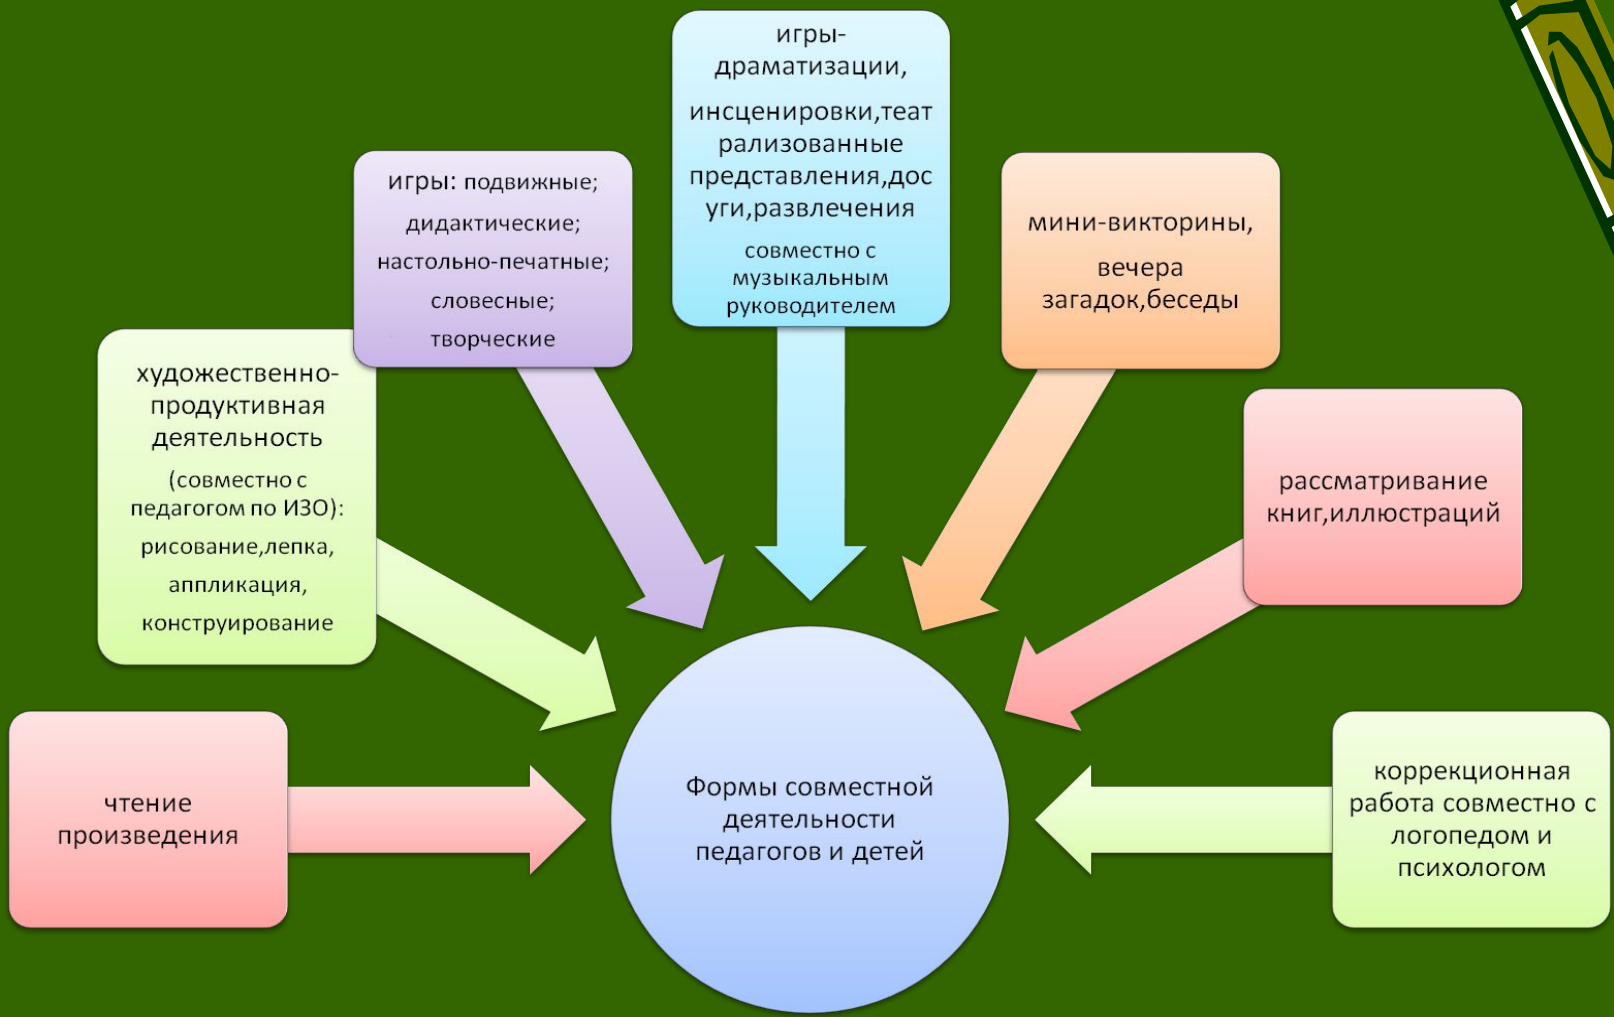 чтение
произведения
художественно-
продуктивная
деятельность
(совместно с
педагогом по ИЗО):
рисование,лепка,
аппликация,
конструирование
игры: подвижные;
дидактические;
настольно-печатные;
словесные;
творческие
игры-
драматизации,
инсценировки,теат
рализованные
представления,дос
уги,развлечения
совместно с
музыкальным
руководителем
мини-викторины,
вечера
загадок,беседы
рассматривание
книг,иллюстраций
коррекционная
работа совместно с
логопедом и
психологом
Формы совместной
деятельности
педагогов и детей